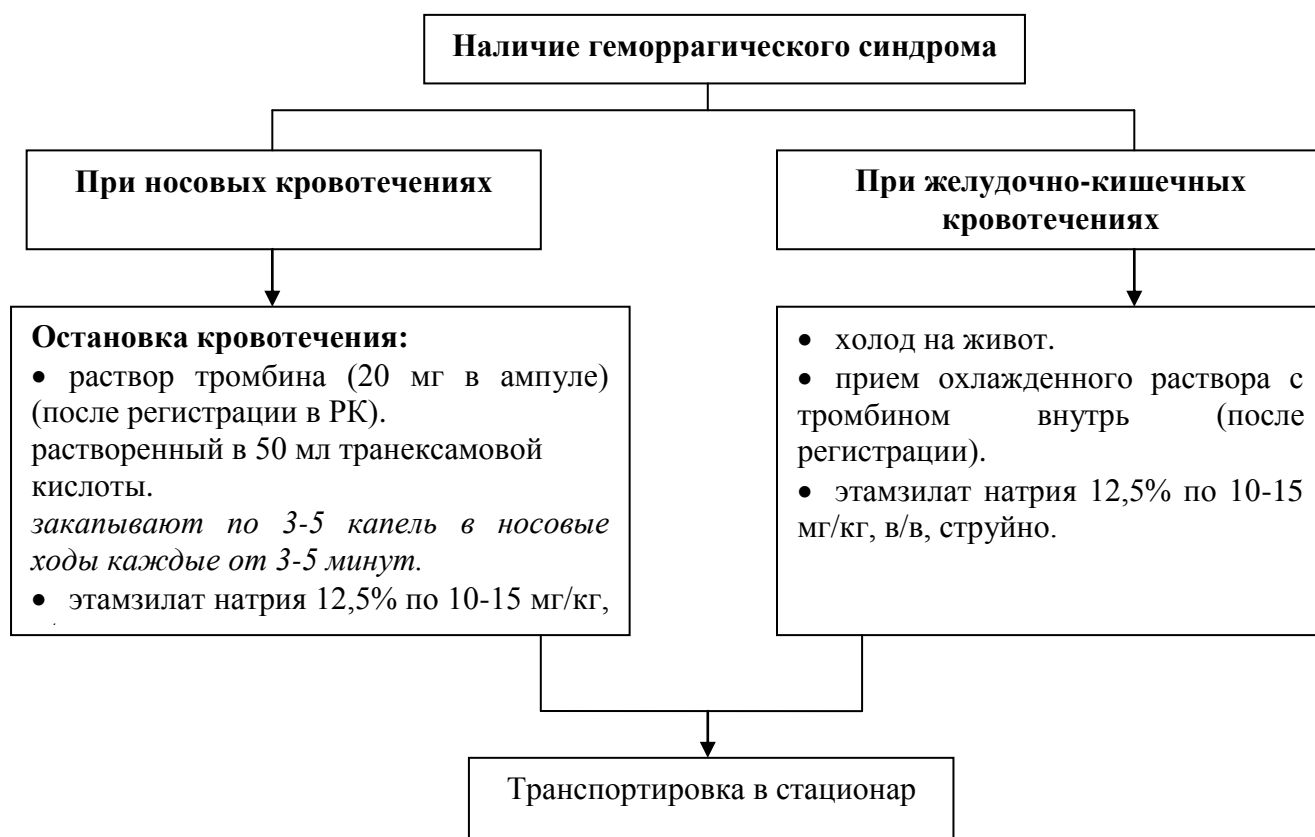 Наличие геморрагического синдрома
При носовых кровотечениях
При желудочно-кишечных
кровотечениях
Остановка кровотечения:
• раствор тромбина (20 мг в ампуле)
(после регистрации в РК).
растворенный в 50 мл транексамовой
кислоты.
закапывают по 3-5 капель в носовые
ходы каждые от 3-5 минут.
• этамзилат натрия 12,5% по 10-15 мг/кг,
• холод на живот.
• прием охлажденного раствора с
тромбином внутрь (после
регистрации).
• этамзилат натрия 12,5% по 10-15
мг/кг, в/в, струйно.
Транспортировка в стационар